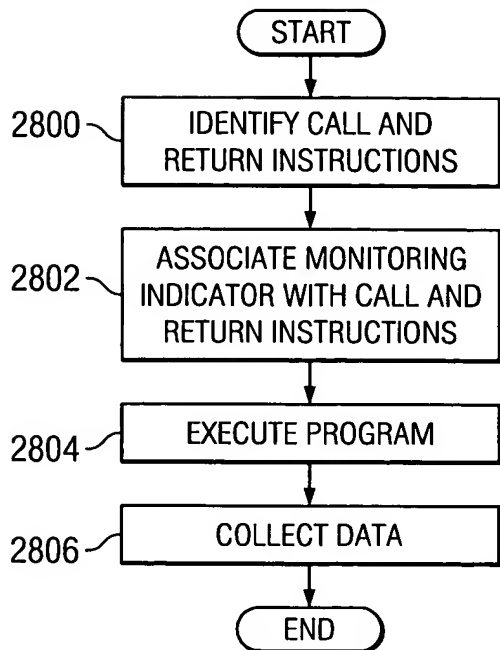 START
2800
IDENTIFY CALL AND
RETURN INSTRUCTIONS
2802
ASSOCIATE MONITORING
INDICATOR WITH CALL AND
RETURN INSTRUCTIONS
2804
EXECUTE PROGRAM
2806
COLLECT DATA
END